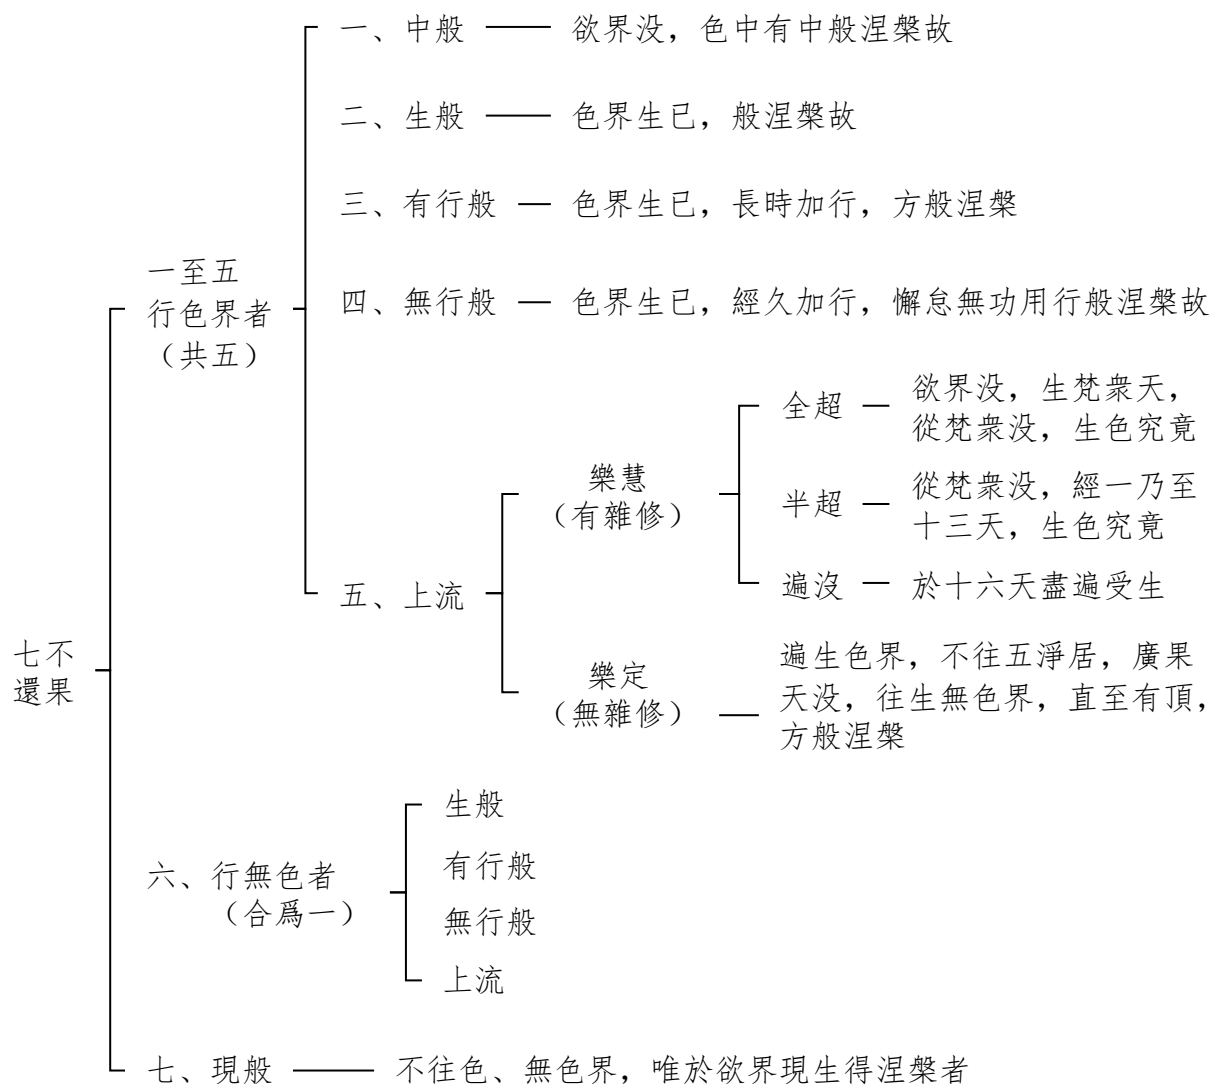 一、中般 —— 欲界没，色中有中般涅槃故
二、生般 —— 色界生已，般涅槃故
三、有行般 — 色界生已，長時加行，方般涅槃
一至五
行色界者
（共五）
四、無行般 — 色界生已，經久加行，懈怠無功用行般涅槃故
五、上流
樂慧
（有雜修）
全超 — 欲界没，生梵衆天，
從梵衆没，生色究竟
半超 — 從梵衆没，經一乃至
十三天，生色究竟
遍沒 — 於十六天盡遍受生
樂定
（無雜修）
遍生色界，不往五淨居，廣果
天没，往生無色界，直至有頂，
方般涅槃
七不
還果
六、行無色者
（合爲一）
生般
有行般
無行般
上流
七、現般 —— 不往色、無色界，唯於欲界現生得涅槃者